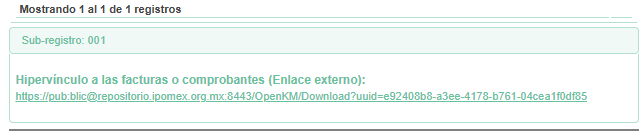 Mostrando 1 al 1 de 1 registros
Sub-registro: 001
Hipervínculo a las facturas o comprobantes (Enlace externo):
https://pub:blic@repositorio.ipomex.org.mx:8443/OpenKM/Download?uuid=e92408b8-a3ee-4178-b761-04cea1f0df85